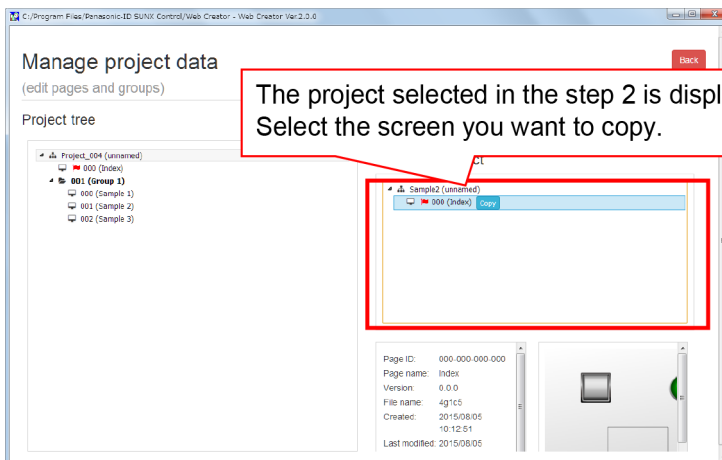 C:/Program Files/Panasonic-ID SUNX Control/Web Creator - Web Creator Ver.2.0.0
Manage project data
Back
(edit pages and groups)
The project selected in the step 2 is displ
Select the screen you want to copy.
Project tree
Project_004 (unnamed)
000 (Index)
001 (Group 1)
000 (Sample 1)
001 (Sample 2)
002 (Sample 3)
Sample2 (unnamed)
000 (Index) Copy
Page ID: 000-000-000-000
Page name: Index
Version: 0.0.0
File name: 4g1c5
Created: 2015/08/05
10:12:51
Last modified: 2015/08/05